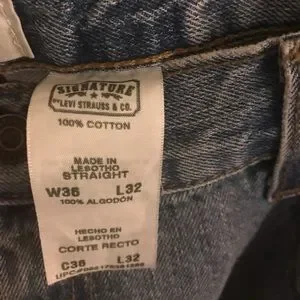 SIGNATURE
BY LEVI STRAUSS & CO.
100% COTTON
MADE IN
LESOTHO
STRAIGHT
W36 L32
100% ALGODÓN
HECHO EN
LESOTHO
CORTE RECTO
C36 L32